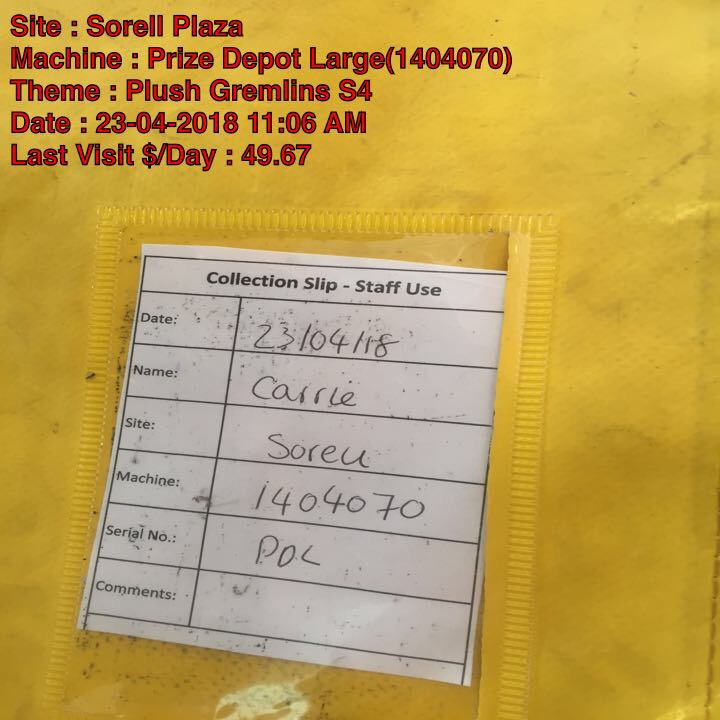 Site : Sorell Plaza
Machine : Prize Depot Large(1404070)
Theme : Plush Gremlins S4
Date : 23-04-2018 11:06 AM
Last Visit $/Day : 49.67
Collection Slip - Staff Use
Date: 23/04/18
Name: Carrie
Site: Sorell
Machine: 1404070
Serial No.: PDL
Comments: